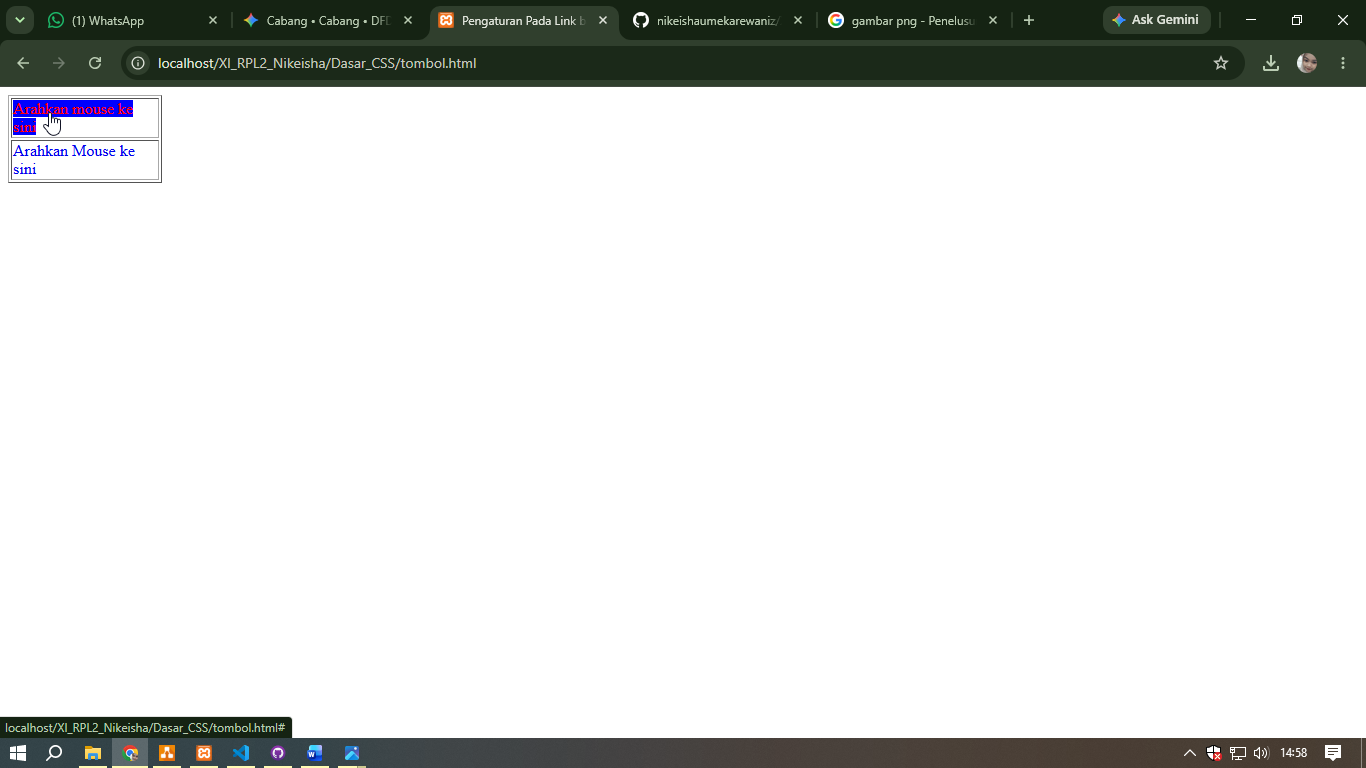 (1) WhatsApp
Cabang • Cabang • DFD
Pengaturan Pada Link b
nikeishaumekarewaniz/
gambar png - Penelusu
Ask Gemini
localhost/XI_RPL2_Nikeisha/Dasar_CSS/tombol.html
Arahkan mouse ke
sini
Arahkan Mouse ke
sini
localhost/XI_RPL2_Nikeisha/Dasar_CSS/tombol.html#
14:58